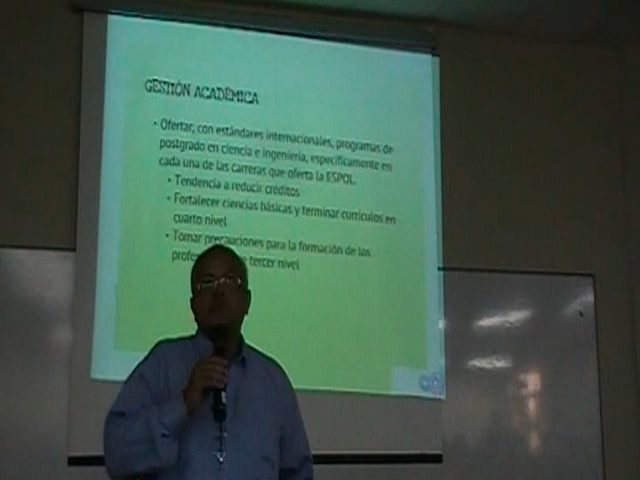 GESTIÓN ACADÉMICA
• Ofertar, con estándares internacionales, programas de
postgrado en ciencia e ingeniería, específicamente en
cada una de las carreras que oferta la ESPOL.
• Tendencia a reducir créditos
• Fortalecer ciencias básicas y terminar currículos en
cuarto nivel
• Tomar precauciones para la formación de los
tercer nivel